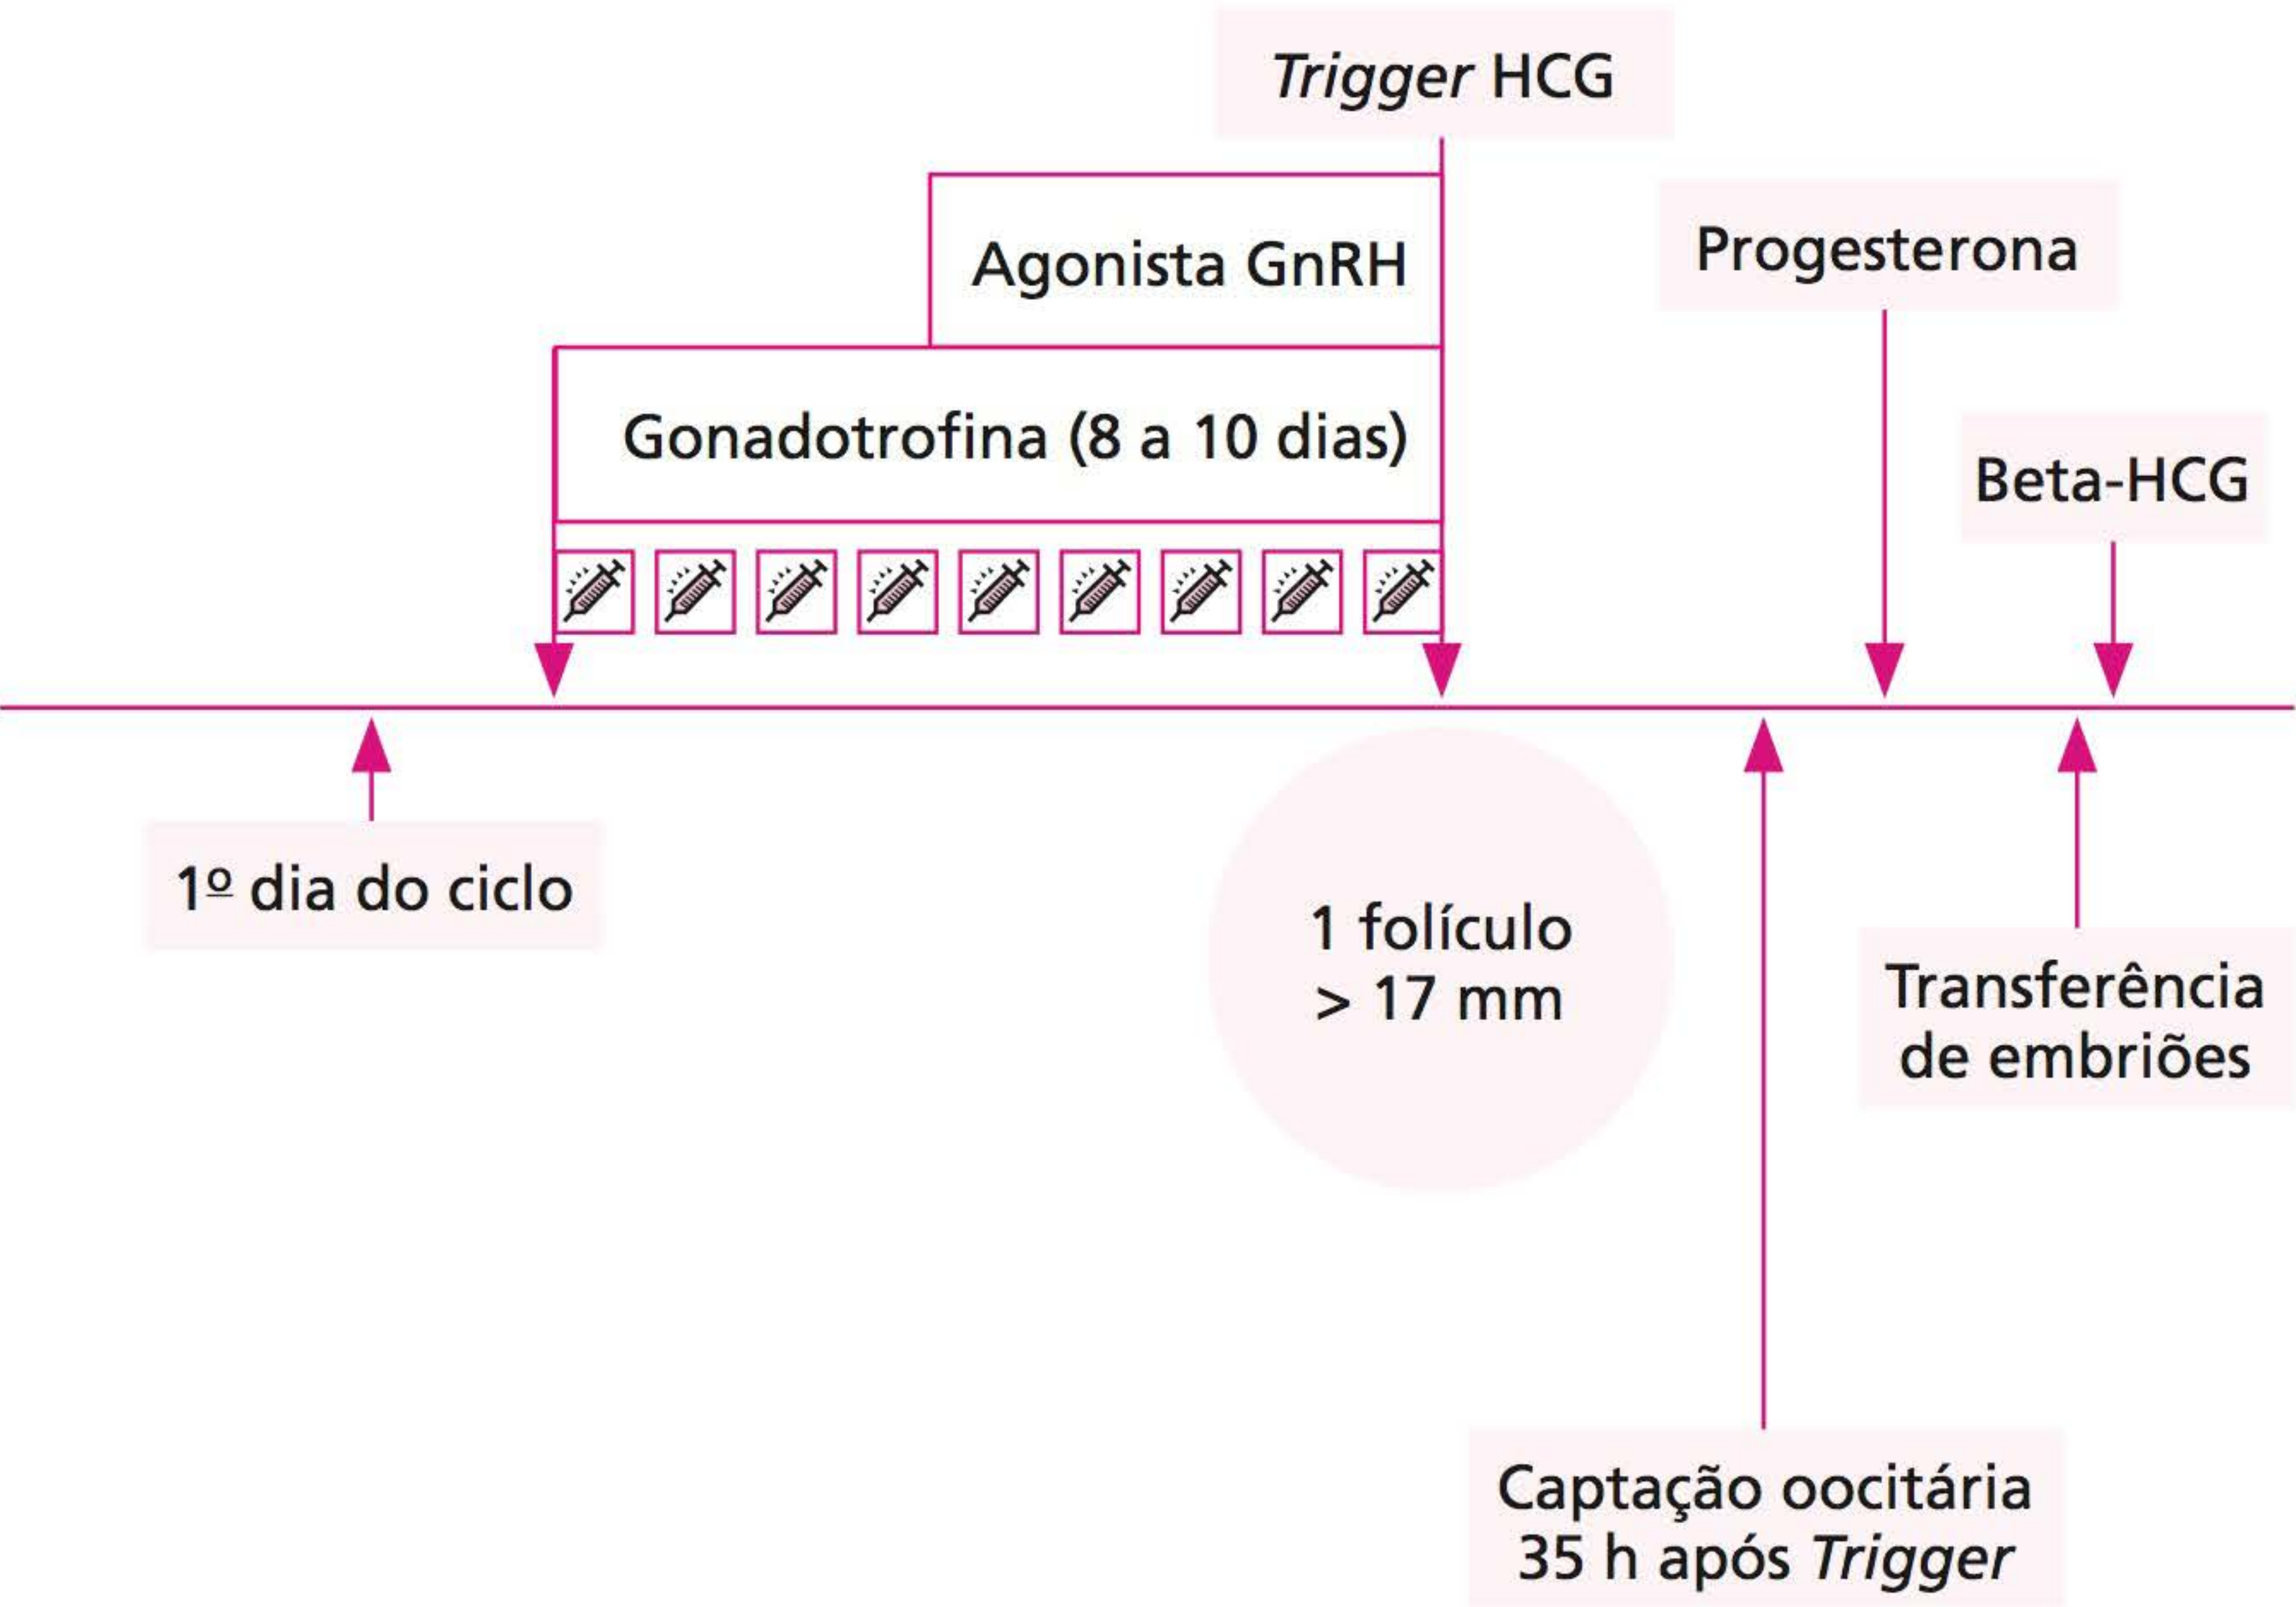 Trigger HCG
Agonista GnRH
Progesterona
Gonadotrofina (8 a 10 dias)
Beta-HCG
1º dia do ciclo
1 folículo
> 17 mm
Transferência
de embriões
Captação oocitária
35 h após Trigger